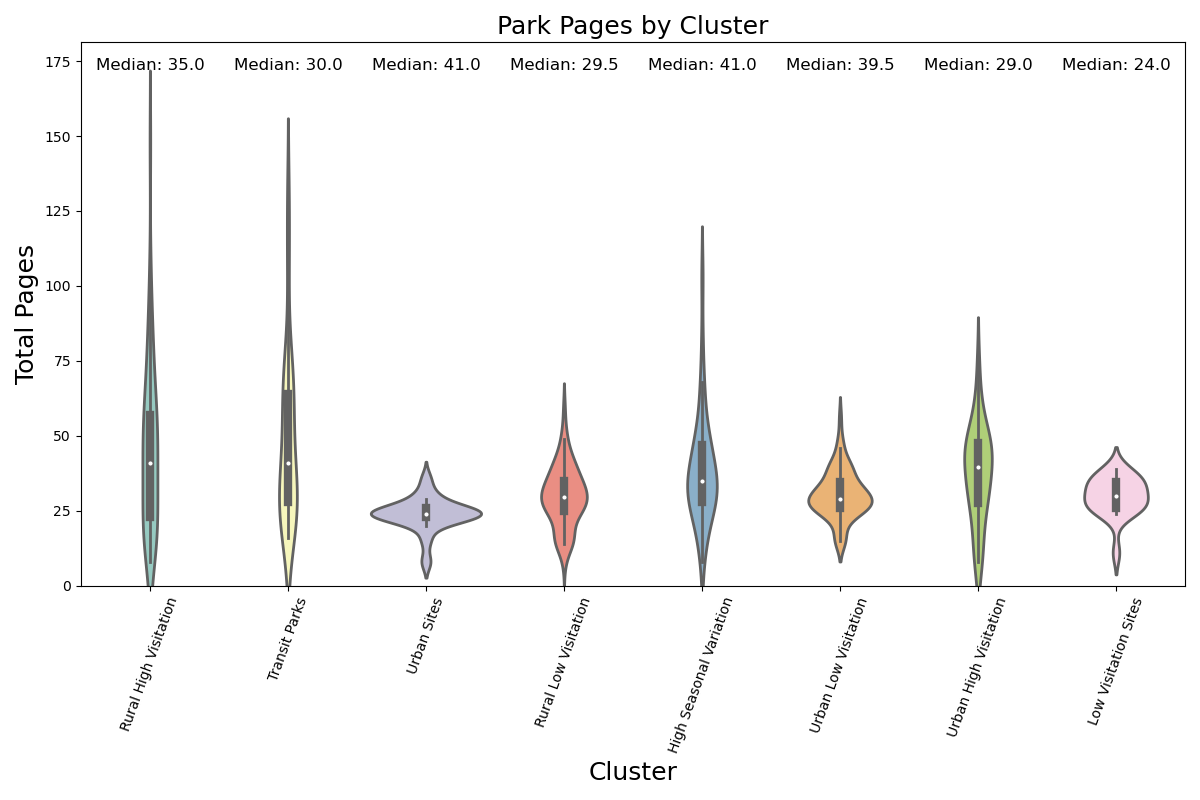 Park Pages by Cluster
Median: 35.0 Median: 30.0 Median: 41.0 Median: 29.5 Median: 41.0 Median: 39.5 Median: 29.0 Median: 24.0
175
150
125
100
75
50
25
0
Total Pages
Rural High Visitation
Transit Parks
Urban Sites
Rural Low Visitation
High Seasonal Variation
Urban Low Visitation
Urban High Visitation
Low Visitation Sites
Cluster